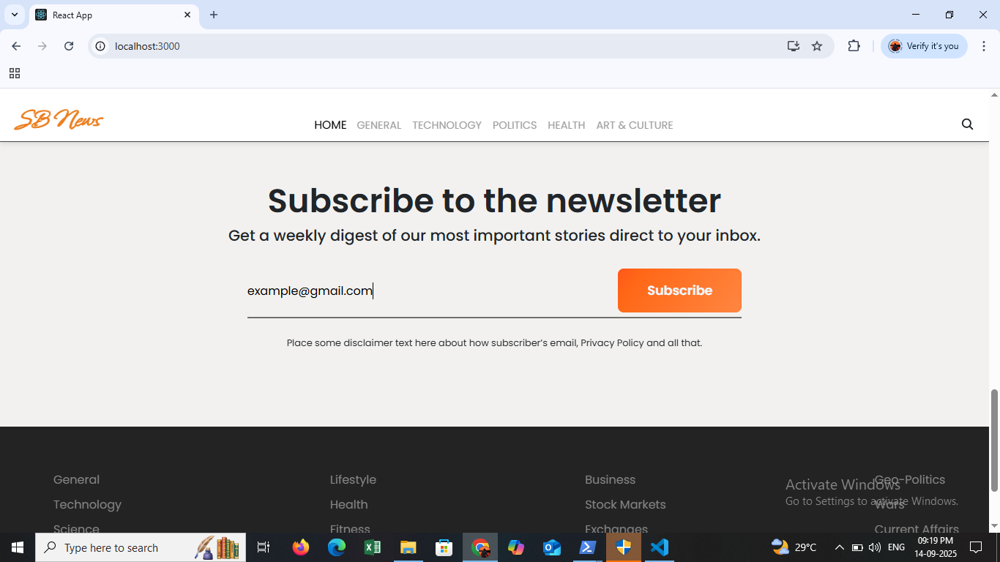 React App
localhost:3000
Verify it's you
SB News
HOME GENERAL TECHNOLOGY POLITICS HEALTH ART & CULTURE
Subscribe to the newsletter
Get a weekly digest of our most important stories direct to your inbox.
example@gmail.com
Subscribe
Place some disclaimer text here about how subscriber’s email, Privacy Policy and all that.
General Lifestyle Business Geo-Politics
Technology Health Stock Markets Wars
Science Fitness Exchanges Current Affairs
Activate Windows
Go to Settings to activate Windows.
Type here to search
29°C
ENG
09:19 PM
14-09-2025